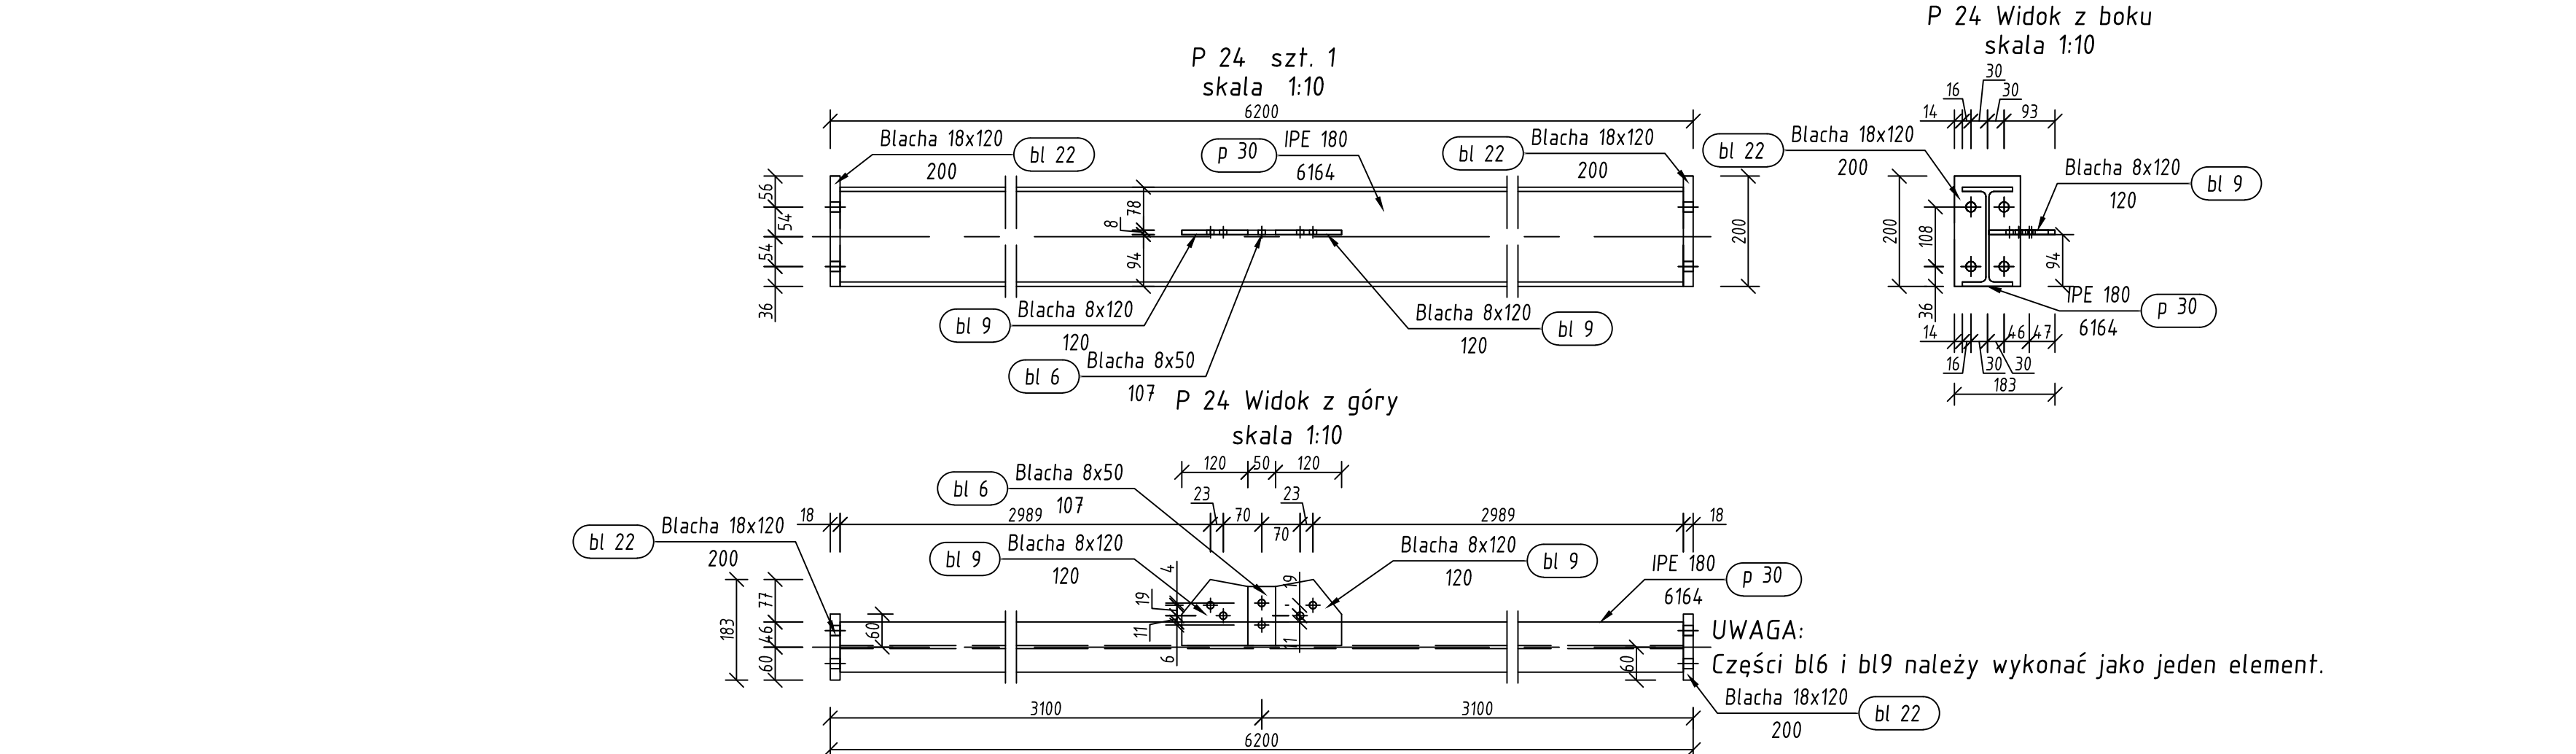 P 24 szt. 1
skala 1:10
6200
Blacha 18x120
200
bl 22
p 30
IPE 180
6164
bl 22
Blacha 18x120
200
56
54
54
36
78
8
94
200
bl 9
Blacha 8x120
120
bl 6
Blacha 8x50
107
Blacha 8x120
120
bl 9
P 24 Widok z boku
skala 1:10
30
16
30
14
93
bl 22
Blacha 18x120
200
Blacha 8x120
120
bl 9
200
108
36
94
IPE 180
6164
p 30
14
46
47
16
30
30
183
P 24 Widok z góry
skala 1:10
120
50
120
bl 6
Blacha 8x50
107
23
23
18
2989
70
70
2989
18
bl 22
Blacha 18x120
200
bl 9
Blacha 8x120
120
Blacha 8x120
120
bl 9
IPE 180
6164
p 30
183
77
46
60
60
4
19
11
6
19
11
60
UWAGA:
Części bl6 i bl9 należy wykonać jako jeden element.
Blacha 18x120
200
bl 22
3100
3100
6200